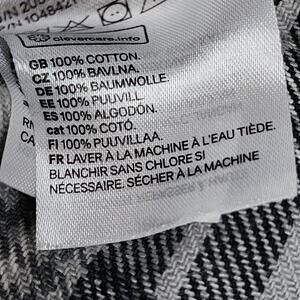 clevercare.info
GB 100% COTTON.
CZ 100% BAVLNA.
DE 100% BAUMWOLLE.
EE 100% PUUVILL.
ES 100% ALGODÓN.
cat 100% COTÓ.
FI 100% PUUVILLAA.
FR LAVER À LA MACHINE À L'EAU TIÈDE.
BLANCHIR SANS CHLORE SI
NÉCESSAIRE. SÉCHER À LA MACHINE